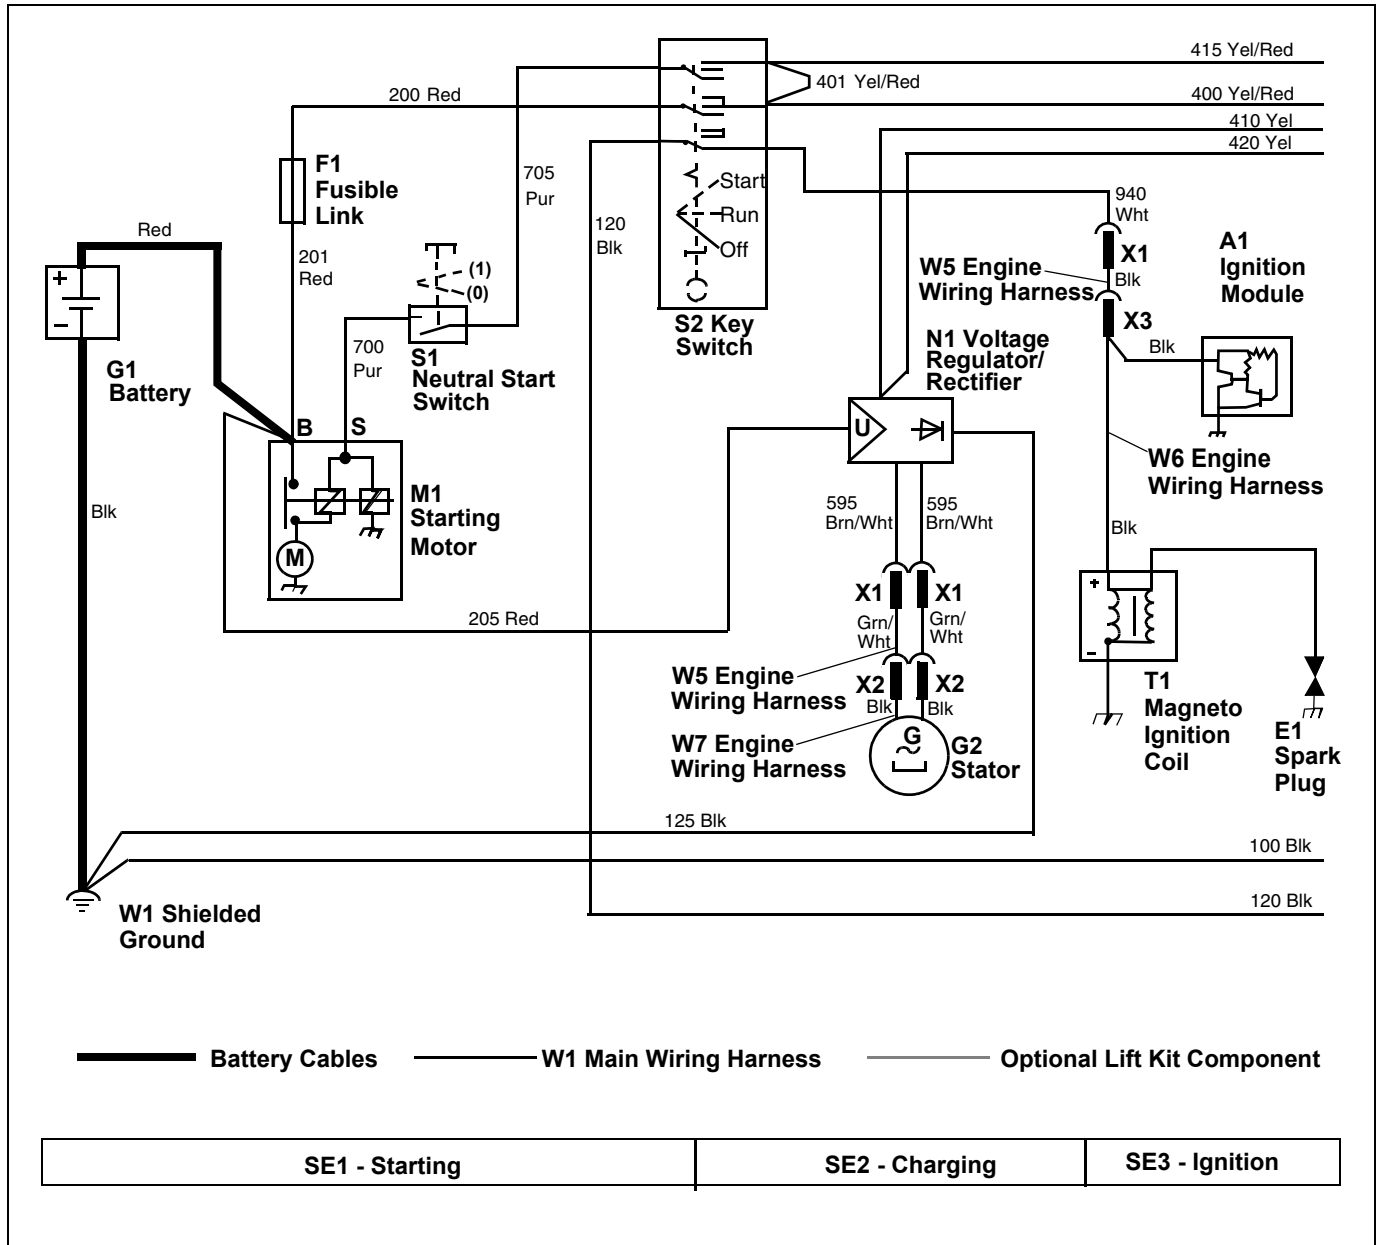 415 Yel/Red
401 Yel/Red
200 Red
400 Yel/Red
410 Yel
420 Yel
F1
Fusible
Link
705
Pur
Start
Run
Off
120
Blk
940
Wht
Red
201
Red
(1)
(0)
X1
A1
Ignition
Module
W5 Engine
Wiring Harness
Blk
X3
S2 Key
Switch
+
-
G1
Battery
700
Pur
S1
Neutral Start
Switch
N1 Voltage
Regulator/
Rectifier
Blk
B
S
U
W6 Engine
Wiring Harness
M1
Starting
Motor
M
Blk
595
Brn/Wht
595
Brn/Wht
Blk
X1
X1
+
-
Grn/
Wht
Grn/
Wht
205 Red
W5 Engine
Wiring Harness
X2
X2
Blk
Blk
T1
Magneto
Ignition
Coil
W7 Engine
Wiring Harness
G
G2
Stator
E1
Spark
Plug
125 Blk
100 Blk
120 Blk
W1 Shielded
Ground
Battery Cables
W1 Main Wiring Harness
Optional Lift Kit Component
SE1 - Starting
SE2 - Charging
SE3 - Ignition